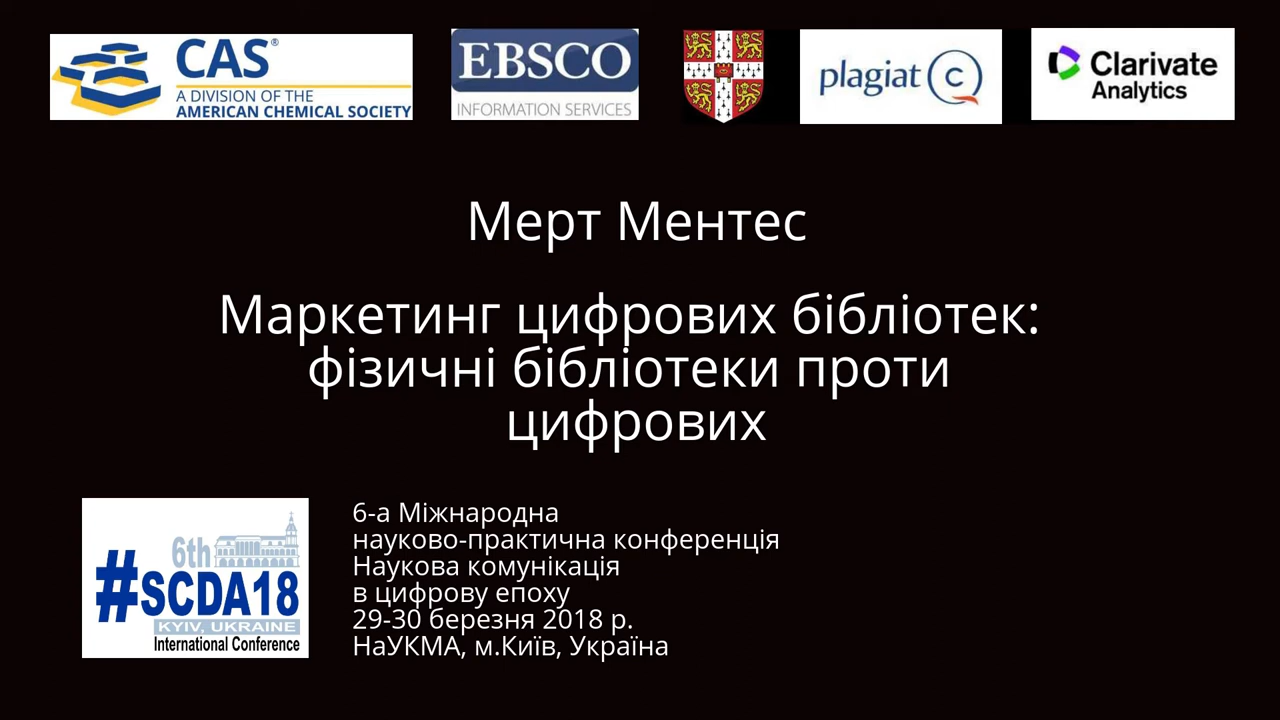 CAS®
A DIVISION OF THE
AMERICAN CHEMICAL SOCIETY
EBSCO
INFORMATION SERVICES
plagiat c
Clarivate
Analytics
Мерт Ментес
Маркетинг цифрових бібліотек:
фізичні бібліотеки проти
цифрових
6th
#SCDA18
KYIV, UKRAINE
International Conference
6-а Міжнародна
науково-практична конференція
Наукова комунікація
в цифрову епоху
29-30 березня 2018 р.
НаУКМА, м.Київ, Україна